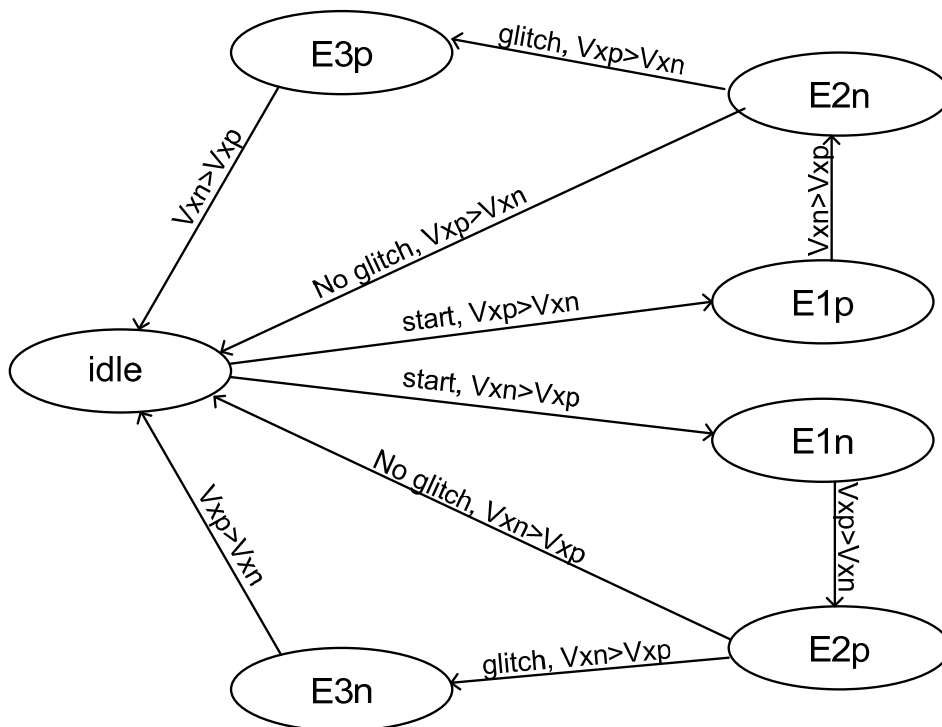 E3p
glitch, Vxp>Vxn
E2n
Vxn>Vxp
No glitch, Vxp>Vxn
Vxn>Vxp
start, Vxp>Vxn
E1p
idle
start, Vxn>Vxp
E1n
No glitch, Vxn>Vxp
Vxp>Vxn
Vxp>Vxn
E2p
glitch, Vxn>Vxp
E3n